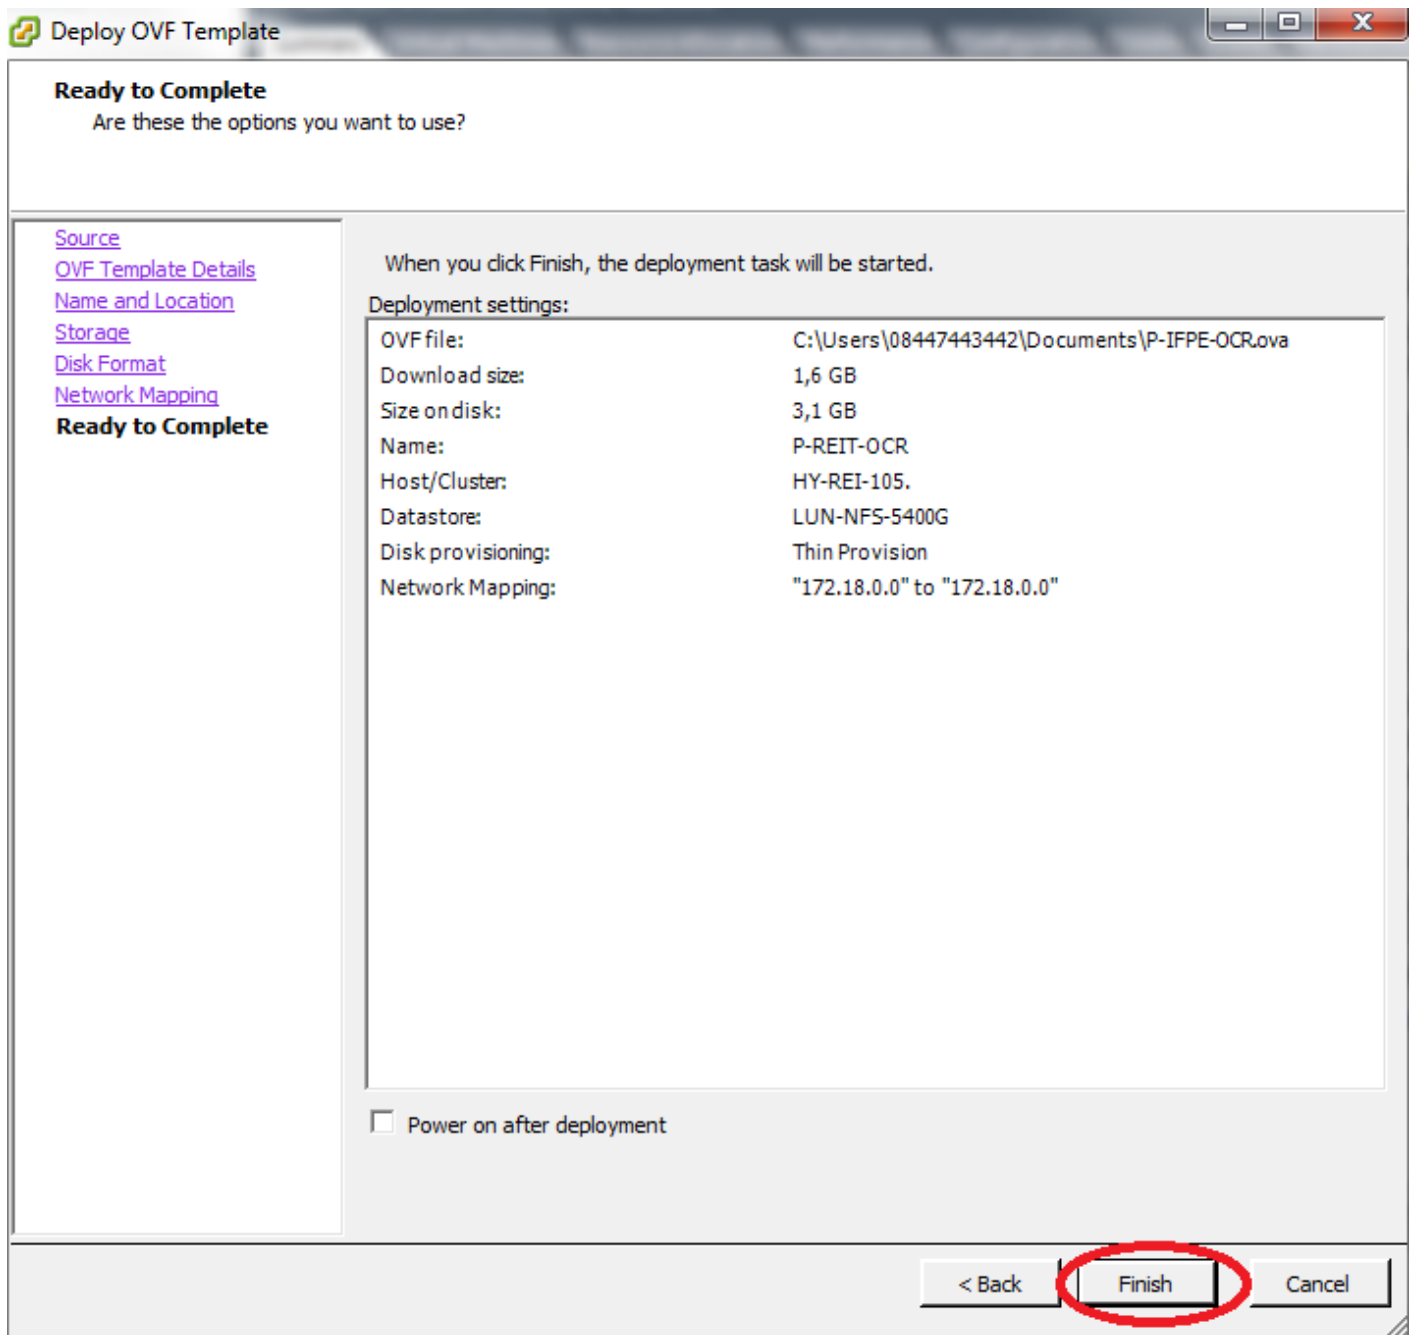 Deploy OVF Template
Ready to Complete
Are these the options you want to use?
Source
OVF Template Details
Name and Location
Storage
Disk Format
Network Mapping
Ready to Complete
When you click Finish, the deployment task will be started.
Deployment settings:
OVF file: C:\Users\08447443442\Documents\P-IFPE-OCR.ova
Download size: 1,6 GB
Size on disk: 3,1 GB
Name: P-REIT-OCR
Host/Cluster: HY-REI-105.
Datastore: LUN-NFS-5400G
Disk provisioning: Thin Provision
Network Mapping: "172.18.0.0" to "172.18.0.0"
Power on after deployment
< Back Finish Cancel